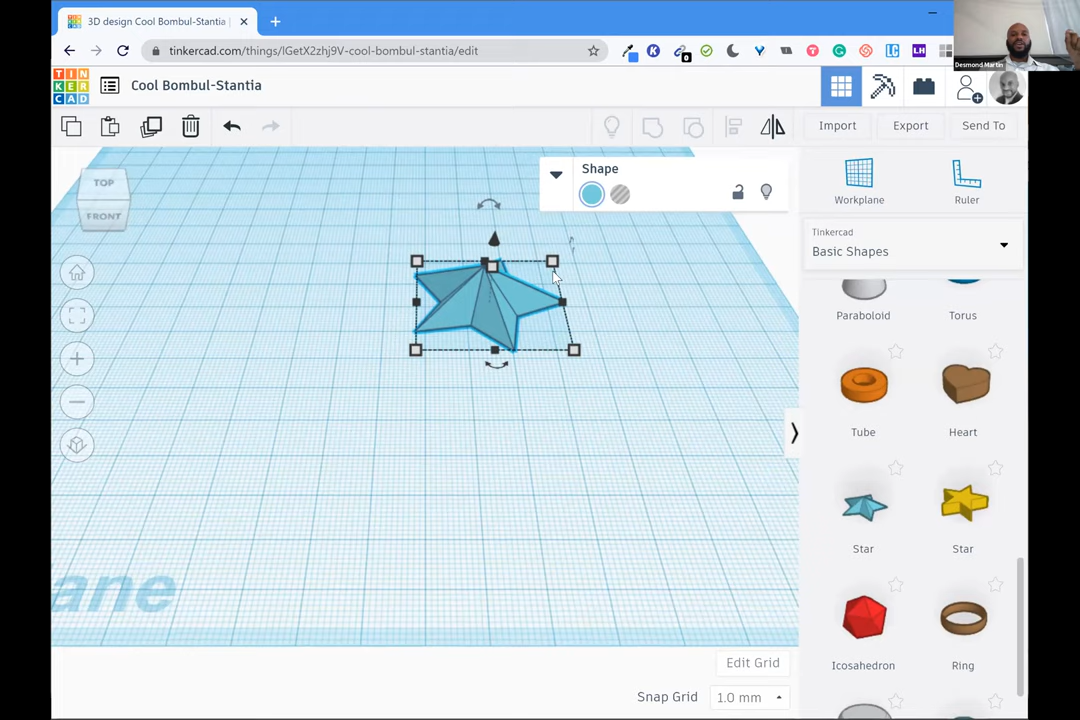 3D design Cool Bombul-Stantia |
tinkercad.com/things/lGetX2zhj9V-cool-bombul-stantia/edit
Desmond Martin
TIN
KER
CAD
Cool Bombul-Stantia
Import
Export
Send To
Shape
TOP
FRONT
Workplane
Ruler
Tinkercad
Basic Shapes
Paraboloid
Torus
Tube
Heart
Star
Star
Icosahedron
Ring
ane
Edit Grid
Snap Grid
1.0 mm